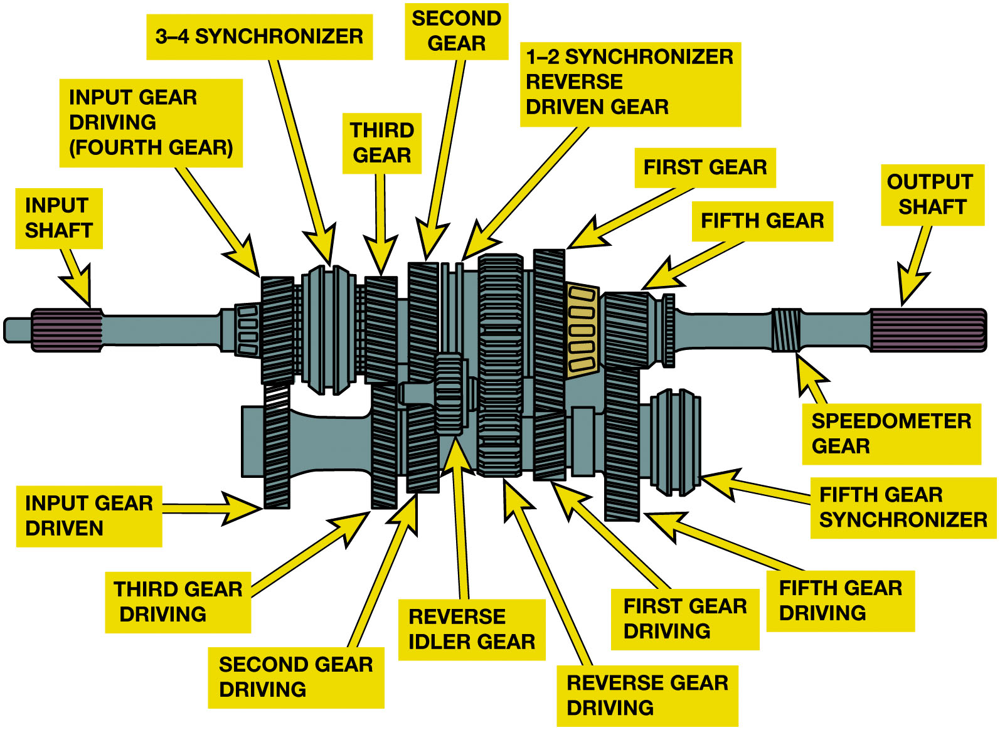 3–4 SYNCHRONIZER
SECOND
GEAR
1–2 SYNCHRONIZER
REVERSE
DRIVEN GEAR
INPUT GEAR
DRIVING
(FOURTH GEAR)
THIRD
GEAR
FIRST GEAR
OUTPUT
SHAFT
INPUT
SHAFT
FIFTH GEAR
SPEEDOMETER
GEAR
INPUT GEAR
DRIVEN
FIFTH GEAR
SYNCHRONIZER
THIRD GEAR
DRIVING
FIFTH GEAR
DRIVING
REVERSE
IDLER GEAR
FIRST GEAR
DRIVING
SECOND GEAR
DRIVING
REVERSE GEAR
DRIVING